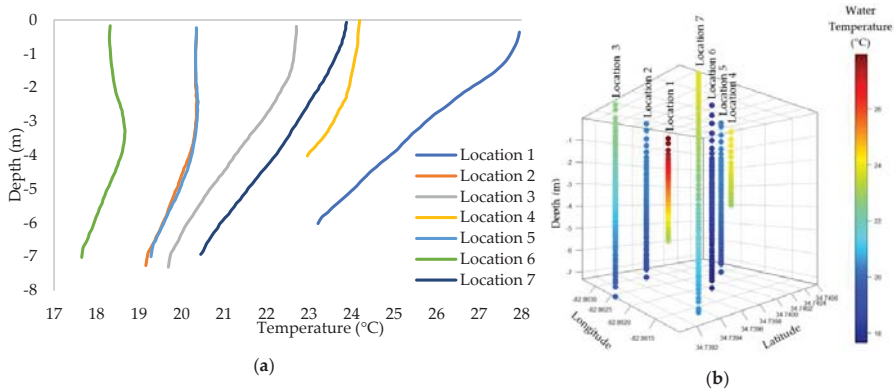 0
-1
-2
-3
-4
-5
-6
-7
-8
Depth (m)
17 18 19 20 21 22 23 24 25 26 27 28
Temperature (°C)
Location 1
Location 2
Location 3
Location 4
Location 5
Location 6
Location 7
(a)
Water
Temperature
(°C)
Location 3
Location 2
Location 1
Location 7
Location 6
Location 5
Location 4
-1
-2
-3
-4
-5
-6
-7
Depth (m)
-82.8030
-82.8025
-82.8020
-82.8015
Longitude
34.7392
34.7394
34.7396
34.7398
34.7400
34.7402
34.7404
34.7406
Latitude
26
24
22
20
18
(b)